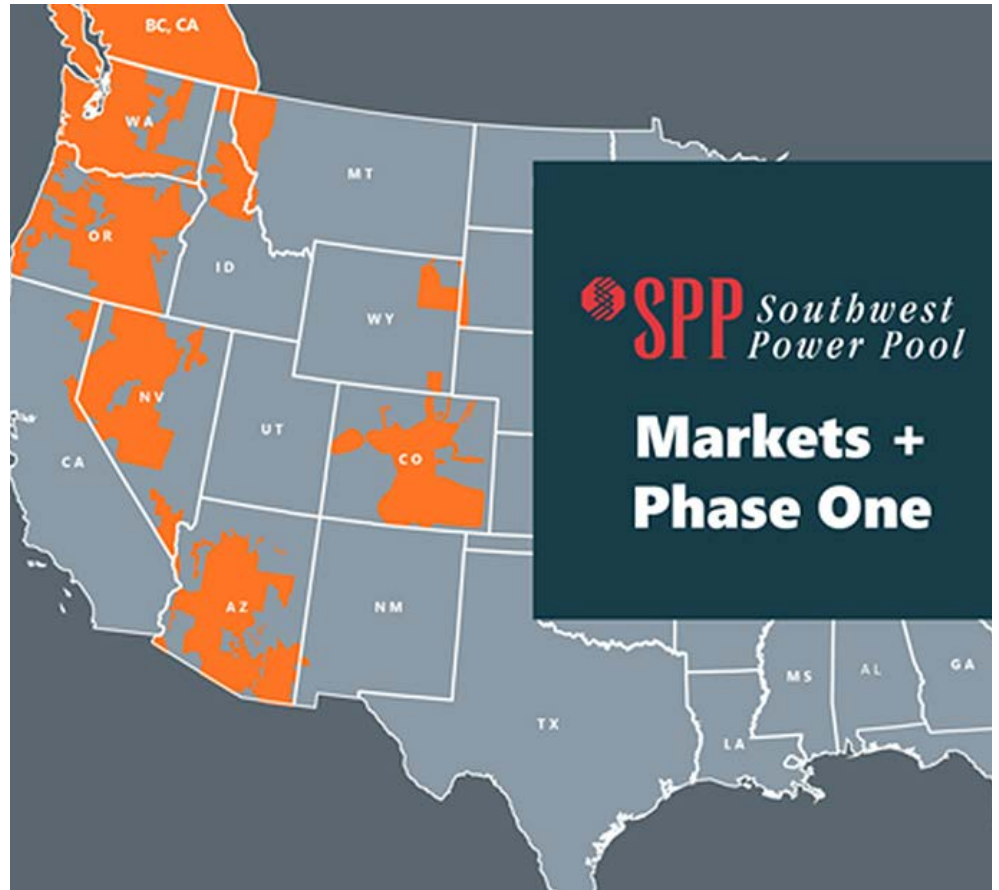 BC, CA
WA
MT
OR
ID
WY
SPP Southwest
Power Pool
NV
Markets +
UT
CO
CA
Phase One
AZ
NM
MS
AL
GA
TX
LA